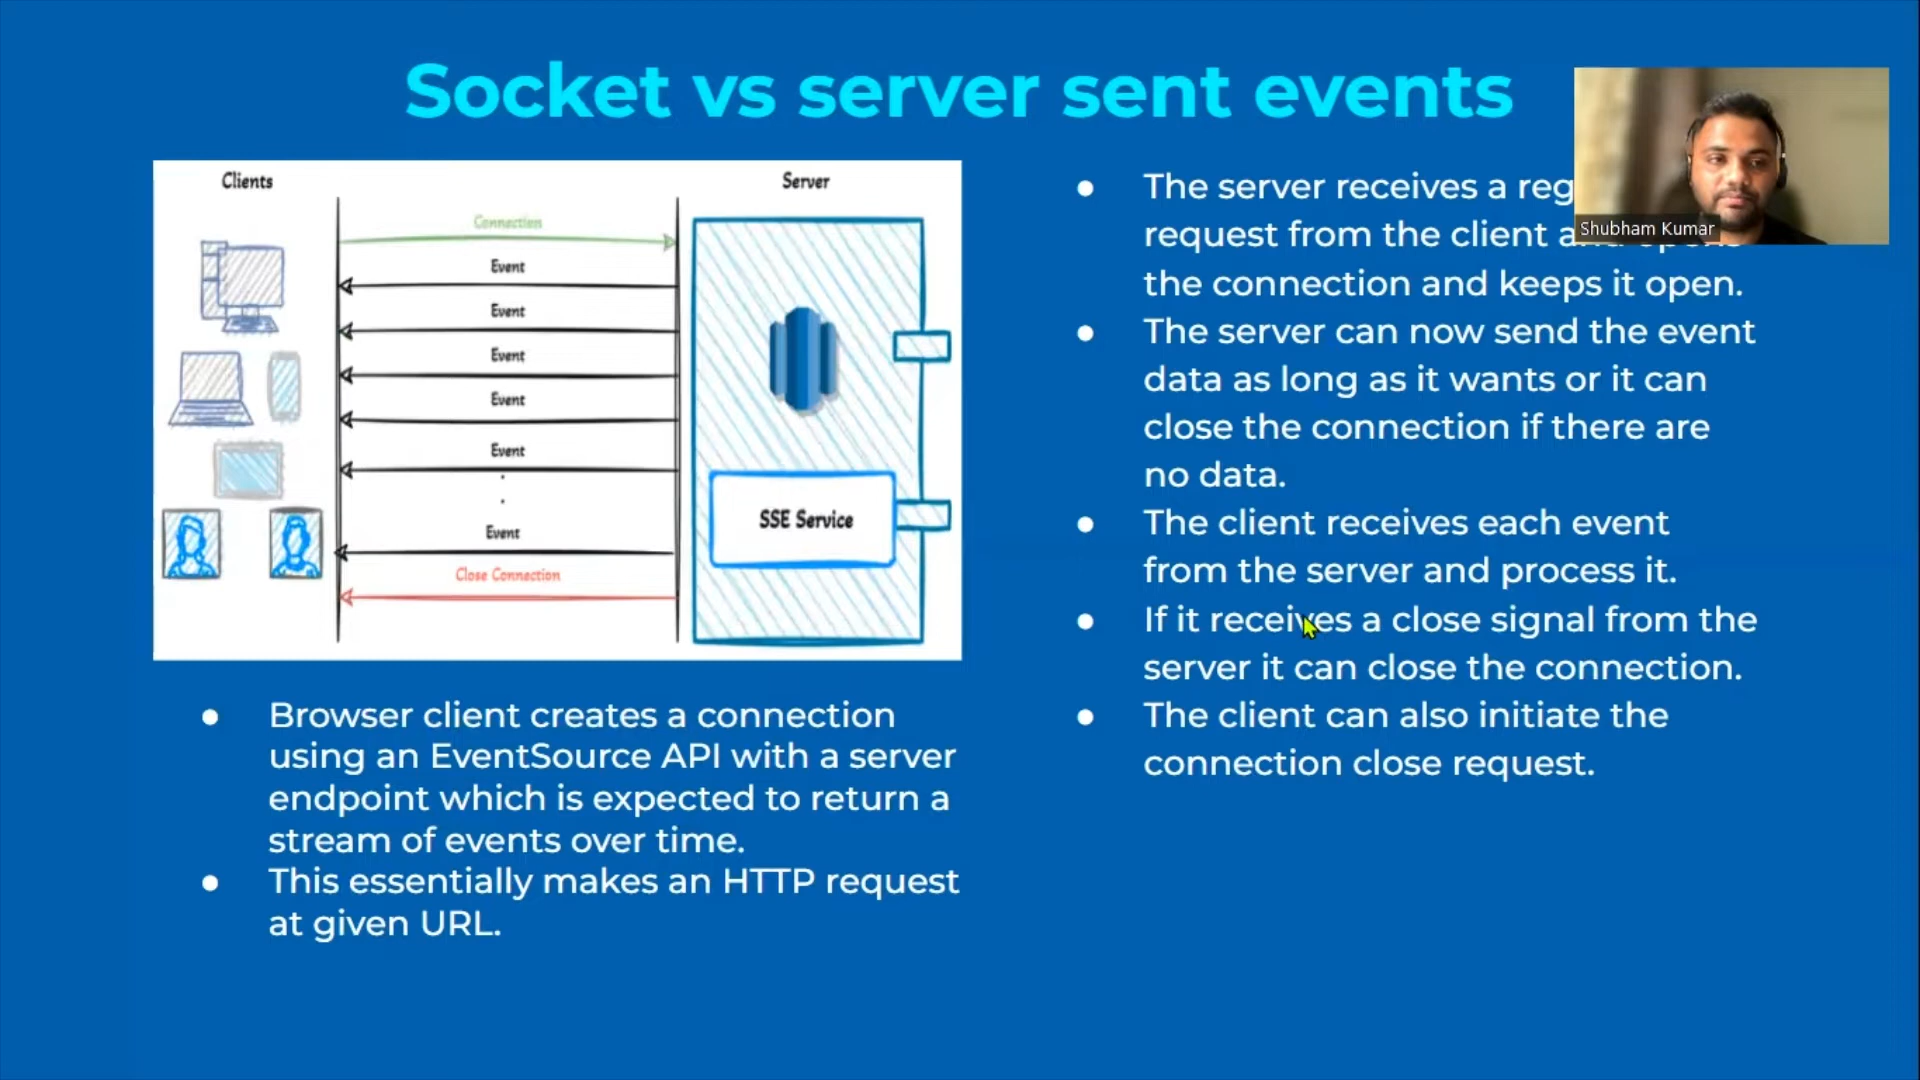 Socket vs server sent events
Clients
Server
Connection
Event
Event
Event
Event
Event
Event
Close Connection
SSE Service
● Browser client creates a connection
using an EventSource API with a server
endpoint which is expected to return a
stream of events over time.
● This essentially makes an HTTP request
at given URL.
● The server receives a
request from the client
the connection and keeps it open.
● The server can now send the event
data as long as it wants or it can
close the connection if there are
no data.
● The client receives each event
from the server and process it.
● If it receives a close signal from the
server it can close the connection.
● The client can also initiate the
connection close request.
Shubham Kumar